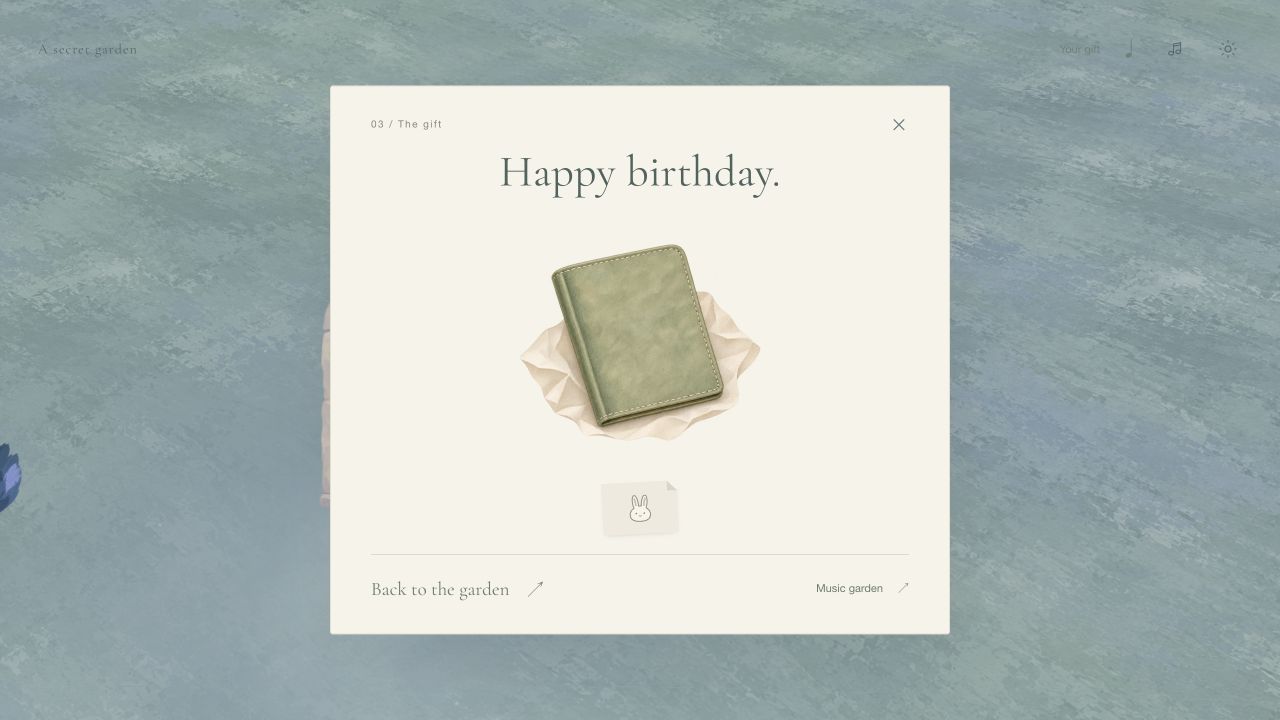 A secret garden
Your gift
03 / The gift
Happy birthday.
Back to the garden
Music garden